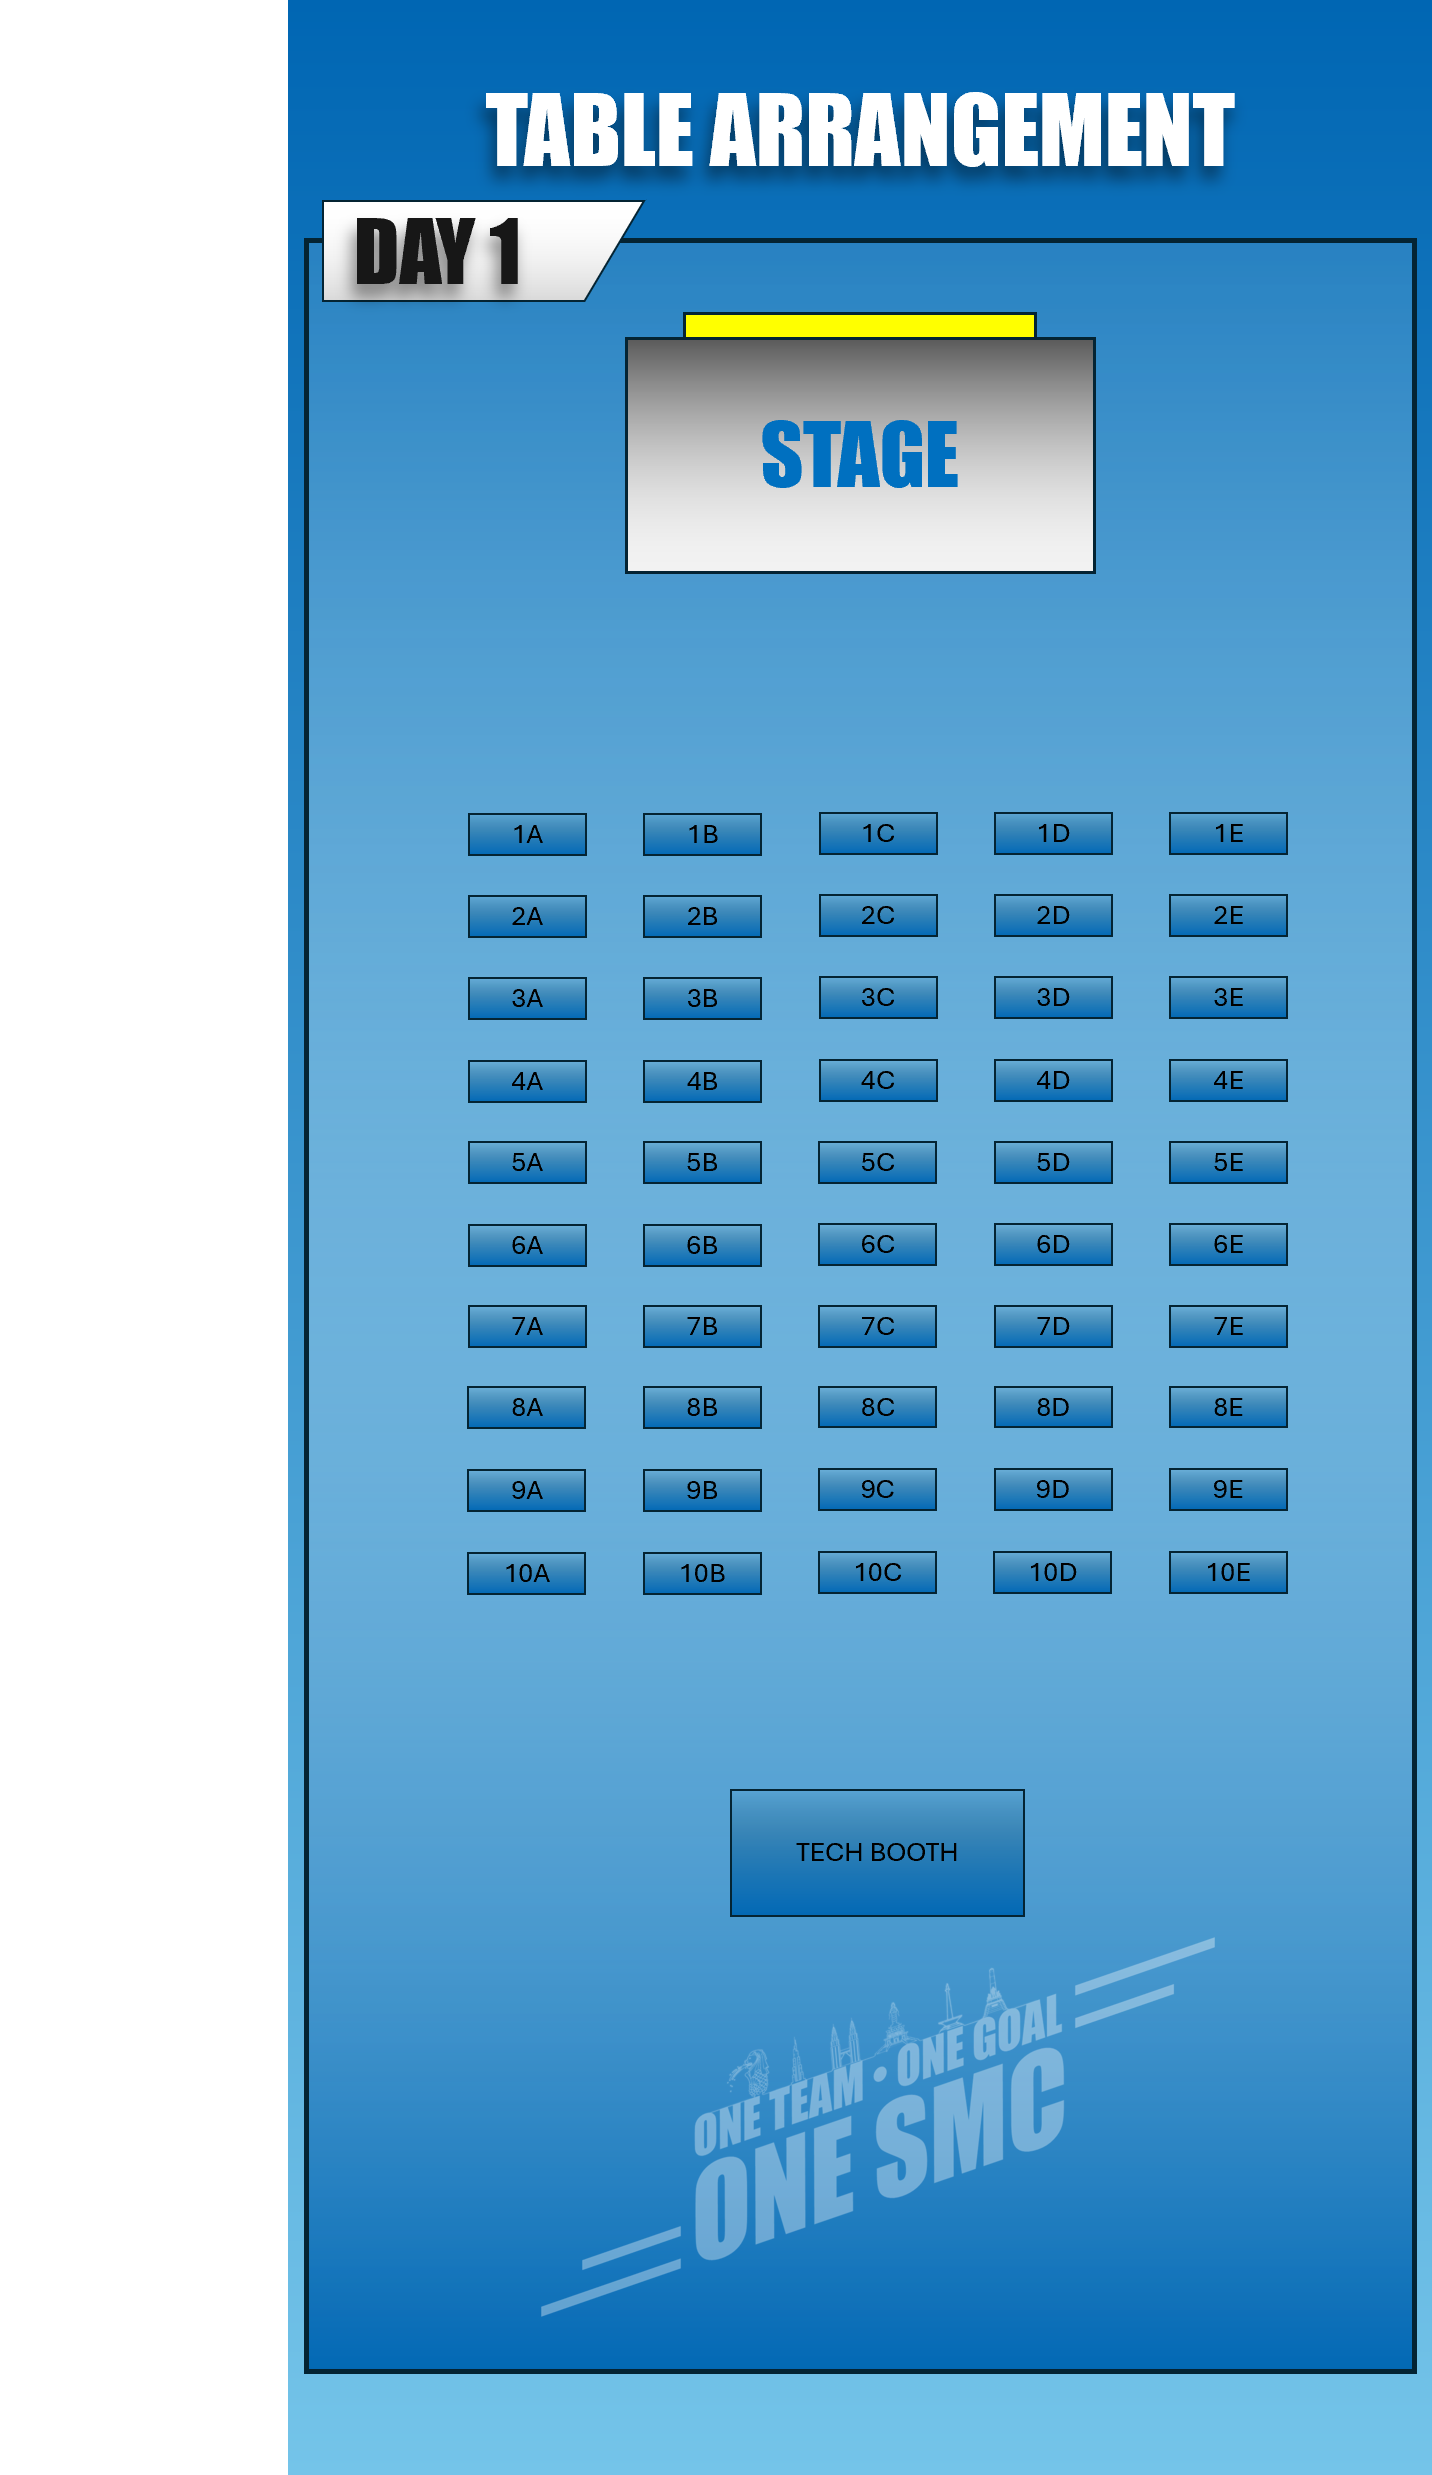 TABLE ARRANGEMENT
DAY 1
STAGE
1A 1B 1C 1D 1E
2A 2B 2C 2D 2E
3A 3B 3C 3D 3E
4A 4B 4C 4D 4E
5A 5B 5C 5D 5E
6A 6B 6C 6D 6E
7A 7B 7C 7D 7E
8A 8B 8C 8D 8E
9A 9B 9C 9D 9E
10A 10B 10C 10D 10E
TECH BOOTH
ONE TEAM • ONE GOAL
ONE SMC